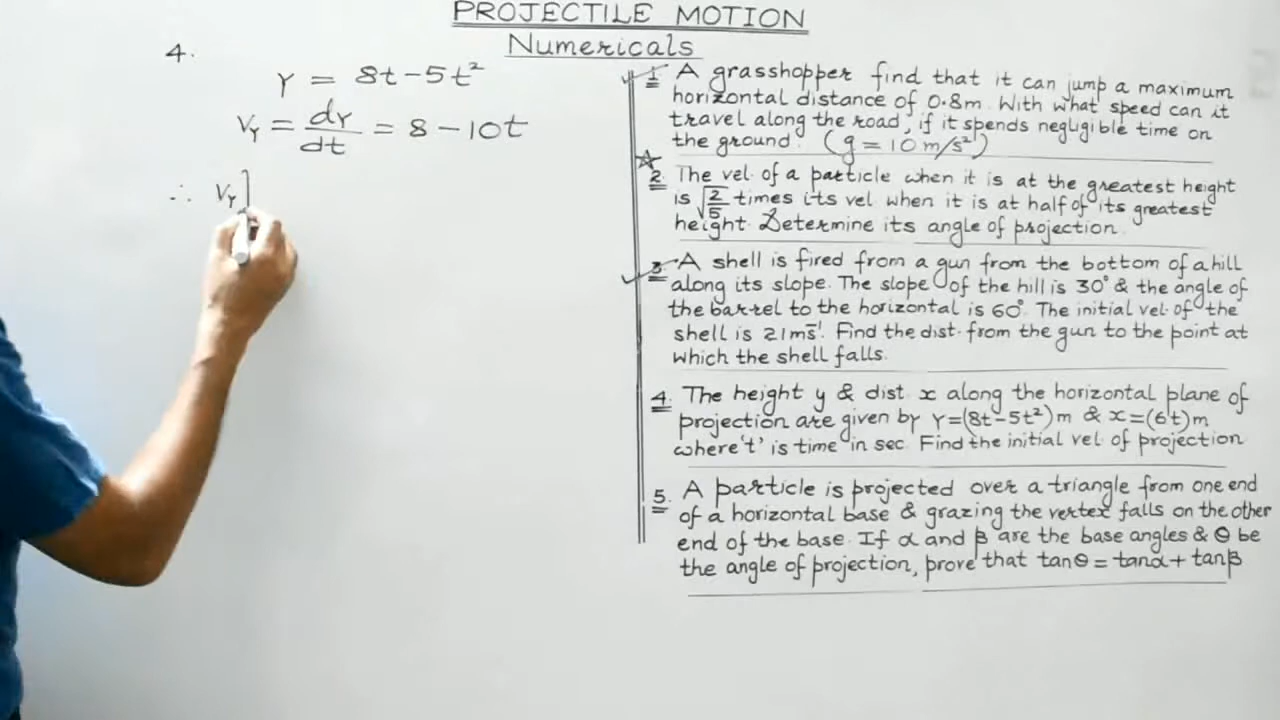 PROJECTILE MOTION
Numericals
4.
Y = 8t - 5t²
V_Y = dY/dt = 8 - 10t
∴ V_Y]
1. A grasshopper find that it can jump a maximum
horizontal distance of 0.8m. With what speed can it
travel along the road, if it spends negligible time on
the ground. (g = 10 m/s²)
2. The vel. of a particle when it is at the greatest height
is √(2/5) times its vel when it is at half of its greatest
height. Determine its angle of projection.
3. A shell is fired from a gun from the bottom of a hill
along its slope. The slope of the hill is 30° & the angle of
the barrel to the horizontal is 60°. The initial vel. of the
shell is 21ms⁻¹. Find the dist. from the gun to the point at
which the shell falls.
4. The height y & dist. x along the horizontal plane of
projection are given by Y=(8t-5t²)m & x=(6t)m
where 't' is time in sec. Find the initial vel. of projection
5. A particle is projected over a triangle from one end
of a horizontal base & grazing the vertex falls on the other
end of the base. If α and β are the base angles & θ be
the angle of projection, prove that tanθ = tanα + tanβ